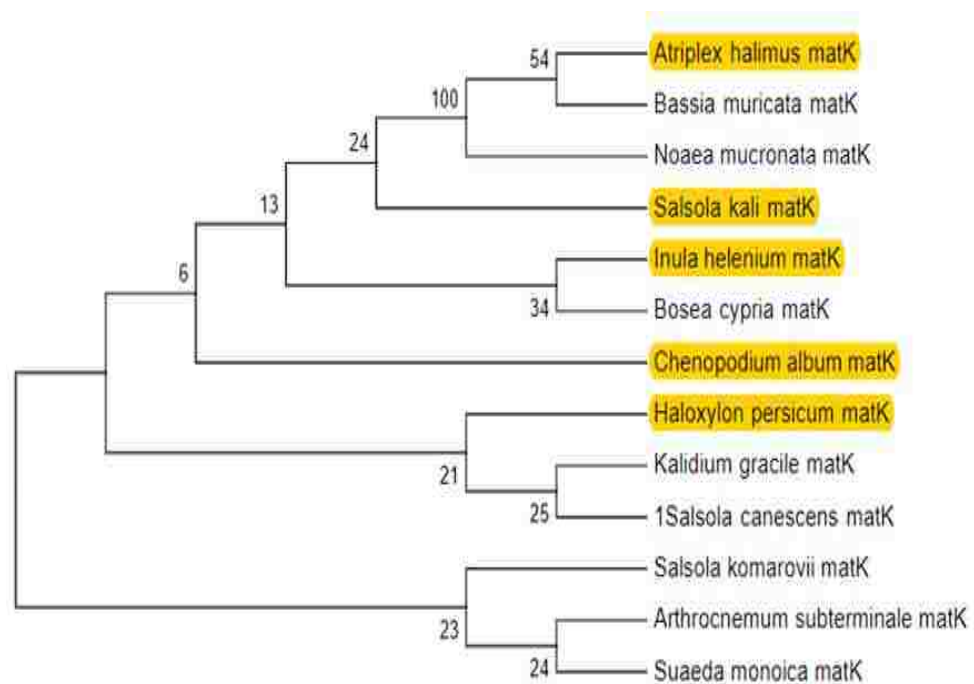 54
Atriplex halimus matK
Bassia muricata matK
100
Noaea mucronata matK
24
Salsola kali matK
13
Inula helenium matK
6
34
Bosea cypria matK
Chenopodium album matK
Haloxylon persicum matK
21
Kalidium gracile matK
25
1Salsola canescens matK
Salsola komarovii matK
23
Arthrocnemum subterminale matK
24
Suaeda monoica matK